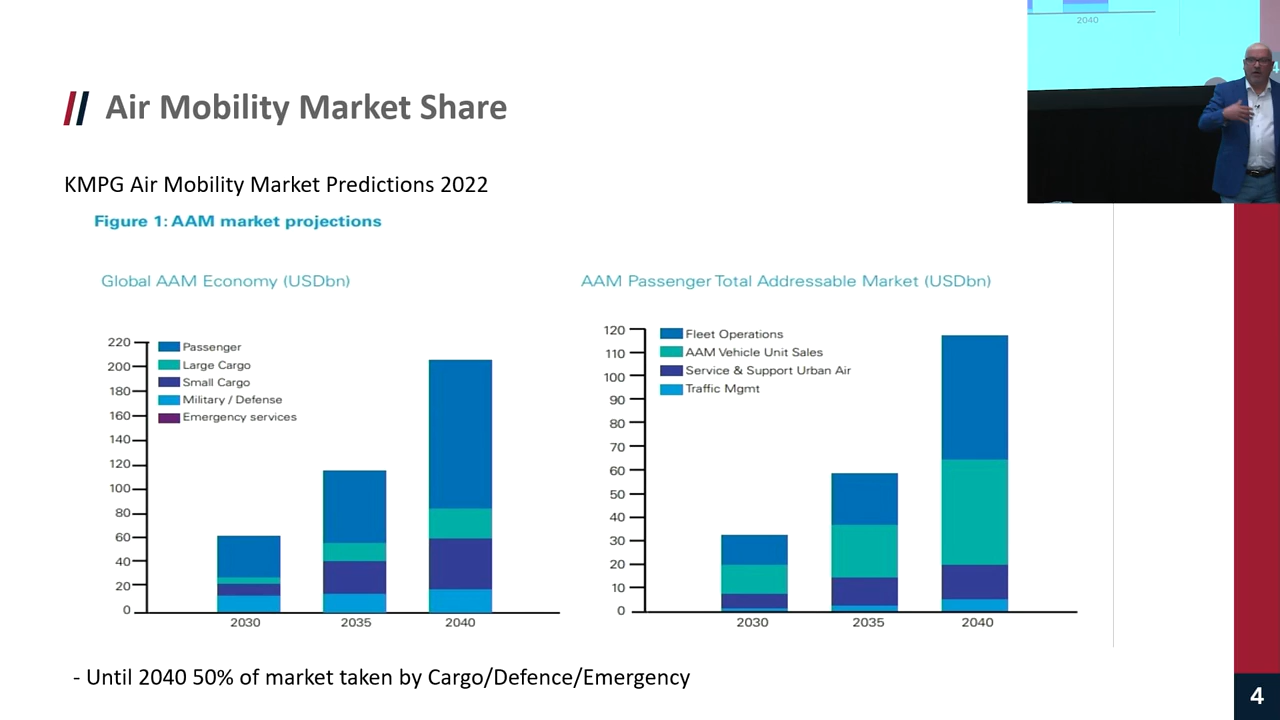 2040
4
Air Mobility Market Share
KMPG Air Mobility Market Predictions 2022
Figure 1: AAM market projections
Global AAM Economy (USDbn)
220
200
180
160
140
120
100
80
60
40
20
0
Passenger
Large Cargo
Small Cargo
Military / Defense
Emergency services
2030 2035 2040
AAM Passenger Total Addressable Market (USDbn)
120
110
100
90
80
70
60
50
40
30
20
10
0
Fleet Operations
AAM Vehicle Unit Sales
Service & Support Urban Air
Traffic Mgmt
2030 2035 2040
- Until 2040 50% of market taken by Cargo/Defence/Emergency
4